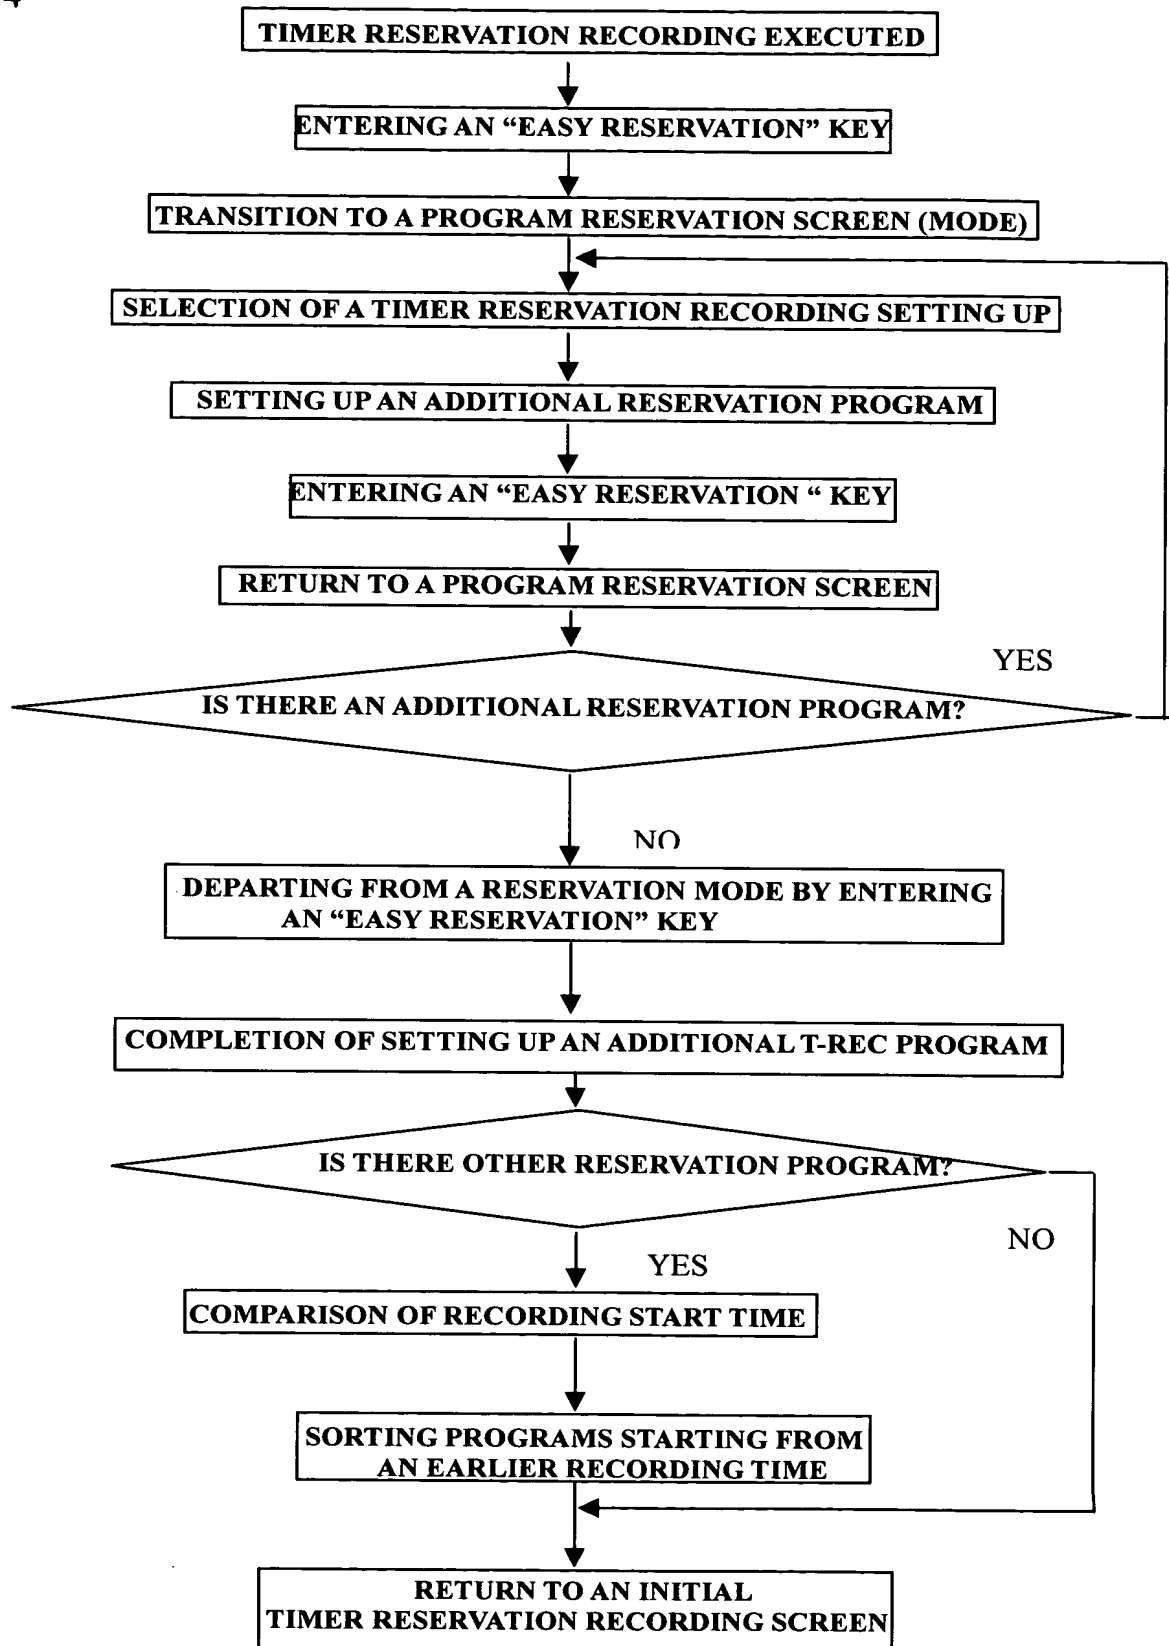 TIMER RESERVATION RECORDING EXECUTED
ENTERING AN “EASY RESERVATION” KEY
TRANSITION TO A PROGRAM RESERVATION SCREEN (MODE)
SELECTION OF A TIMER RESERVATION RECORDING SETTING UP
SETTING UP AN ADDITIONAL RESERVATION PROGRAM
ENTERING AN “EASY RESERVATION “ KEY
RETURN TO A PROGRAM RESERVATION SCREEN
YES
IS THERE AN ADDITIONAL RESERVATION PROGRAM?
NO
DEPARTING FROM A RESERVATION MODE BY ENTERING
AN “EASY RESERVATION” KEY
COMPLETION OF SETTING UP AN ADDITIONAL T-REC PROGRAM
IS THERE OTHER RESERVATION PROGRAM?
NO
YES
COMPARISON OF RECORDING START TIME
SORTING PROGRAMS STARTING FROM
AN EARLIER RECORDING TIME
RETURN TO AN INITIAL
TIMER RESERVATION RECORDING SCREEN